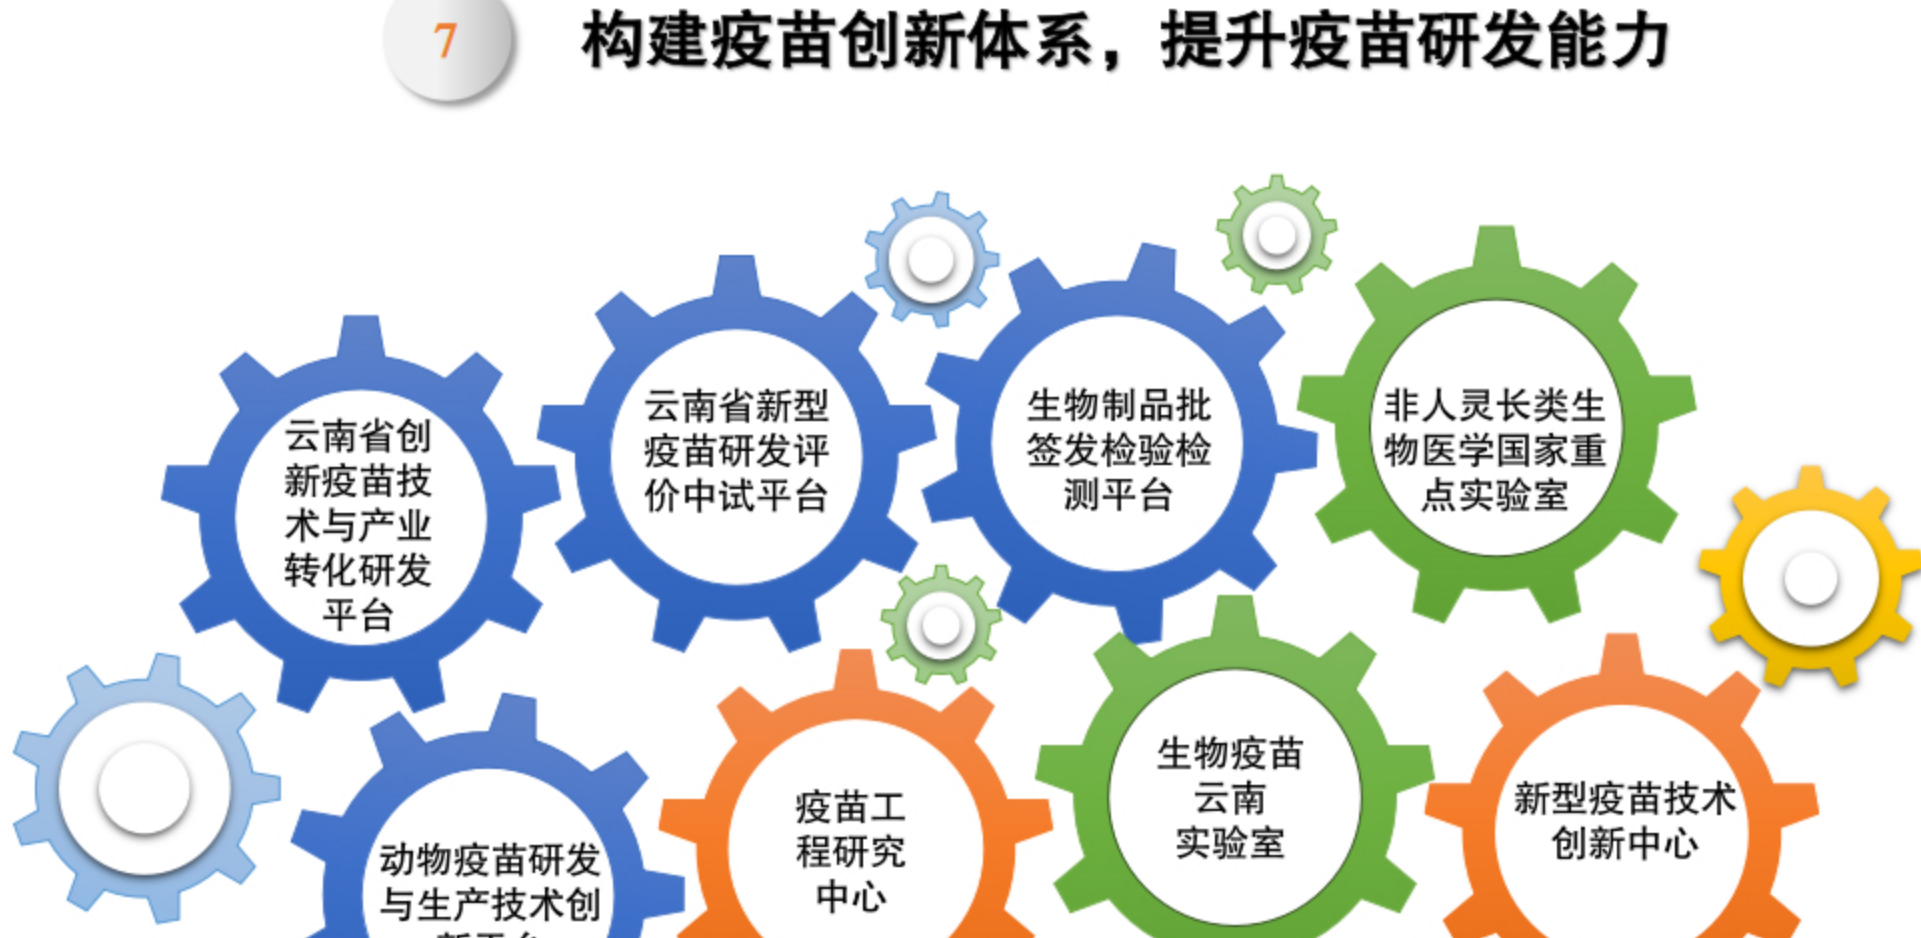 7
构建疫苗创新体系，提升疫苗研发能力
云南省创
新疫苗技
术与产业
转化研发
平台
云南省新型
疫苗研发评
价中试平台
生物制品批
签发检验检
测平台
非人灵长类生
物医学国家重
点实验室
动物疫苗研发
与生产技术创
疫苗工
程研究
中心
生物疫苗
云南
实验室
新型疫苗技术
创新中心